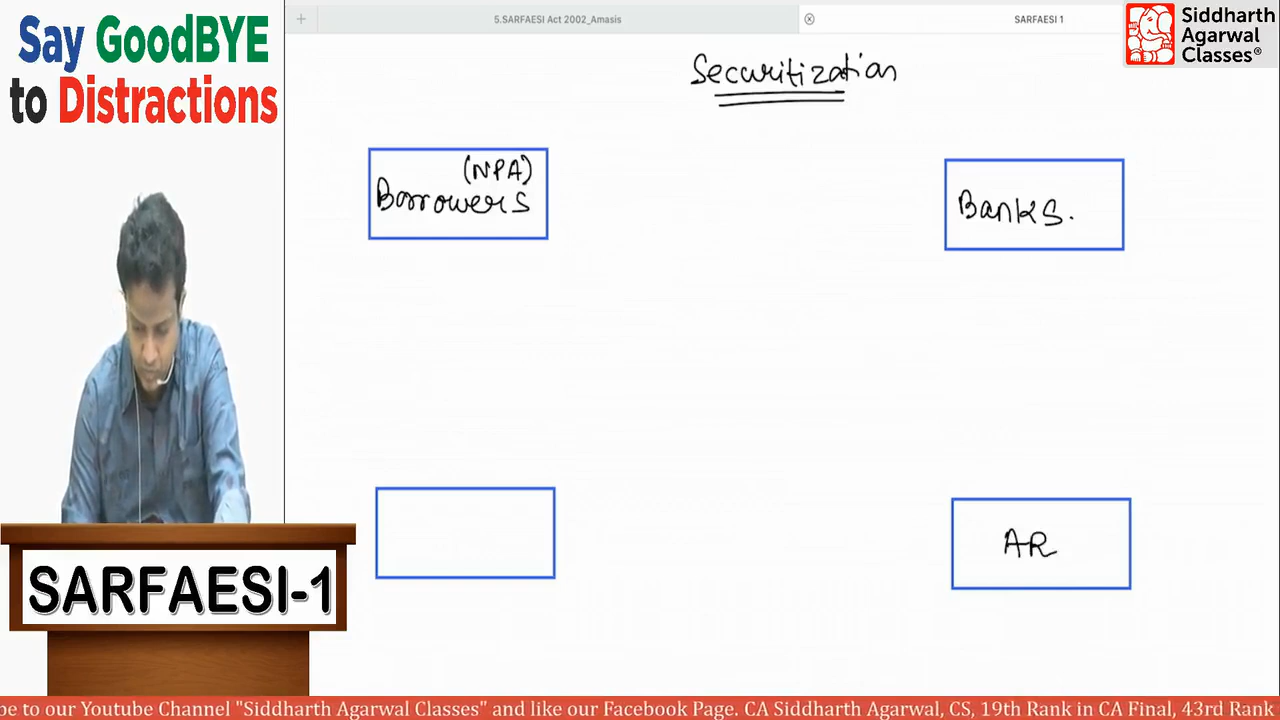 Say GoodBYE
to Distractions
5.SARFAESI Act 2002_Amasis
SARFAESI 1
Siddharth
Agarwal
Classes®
Securitization
(NPA)
Borrowers
Banks.
AR
SARFAESI-1
be to our Youtube Channel "Siddharth Agarwal Classes" and like our Facebook Page. CA Siddharth Agarwal, CS, 19th Rank in CA Final, 43rd Rank